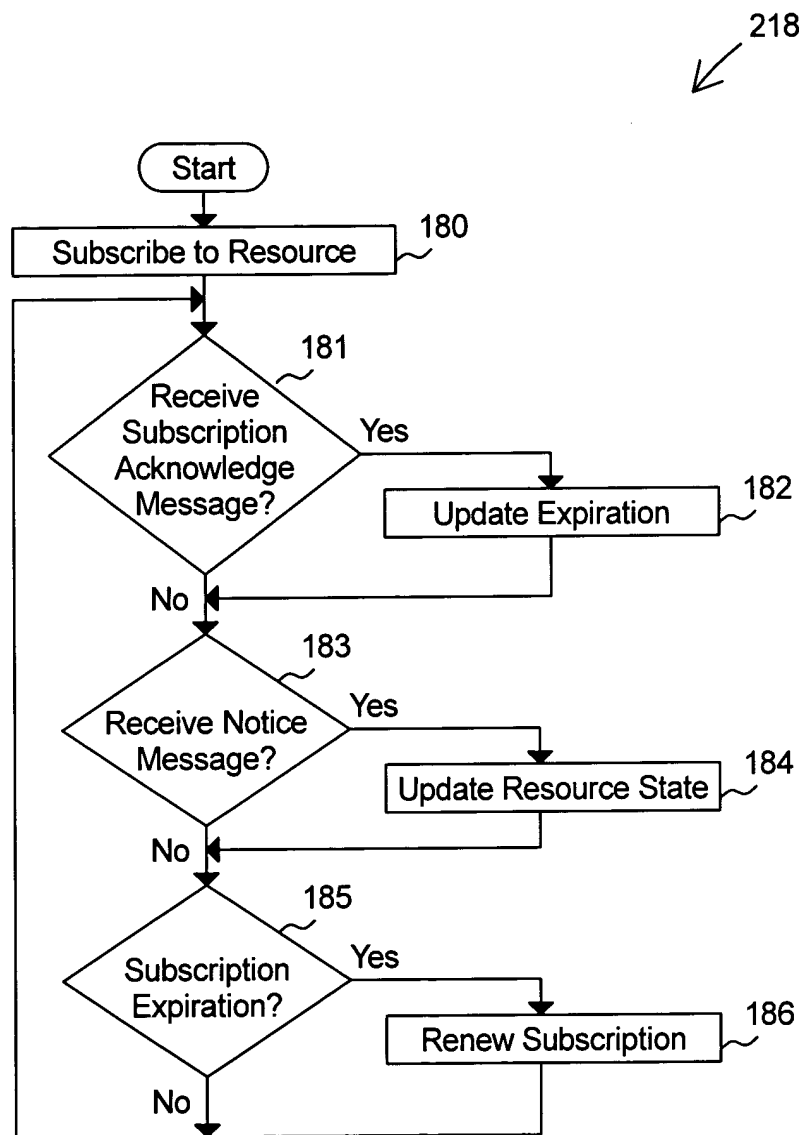 218
Start
Subscribe to Resource
180
181
Receive
Subscription
Acknowledge
Message?
Yes
Update Expiration
182
No
183
Receive Notice
Message?
Yes
Update Resource State
184
No
185
Subscription
Expiration?
Yes
Renew Subscription
186
No